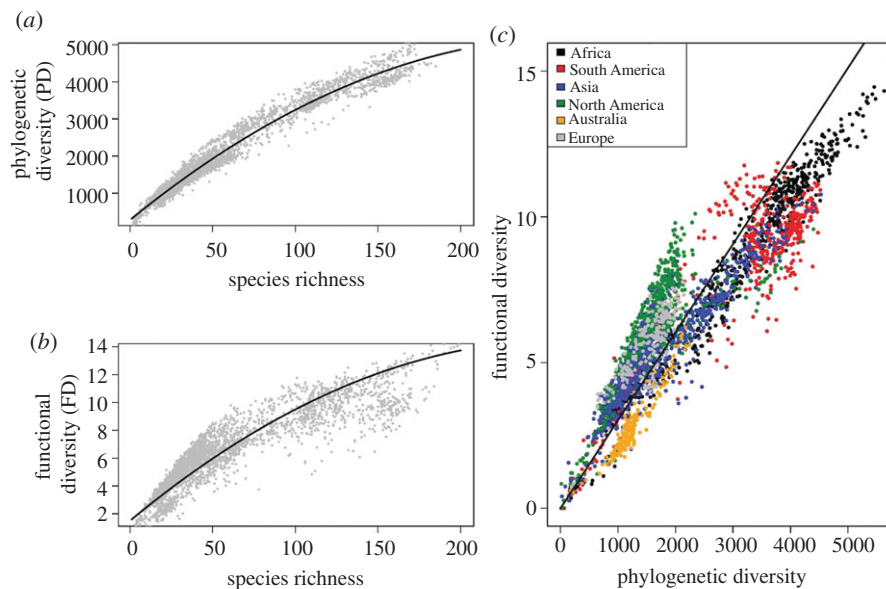 (a)
5000
4000
3000
2000
1000
phylogenetic
diversity (PD)
0
50
100
150
200
species richness
(b)
14
12
10
8
6
4
2
functional
diversity (FD)
0
50
100
150
200
species richness
(c)
Africa
South America
Asia
North America
Australia
Europe
15
10
5
0
functional diversity
0
1000
2000
3000
4000
5000
phylogenetic diversity